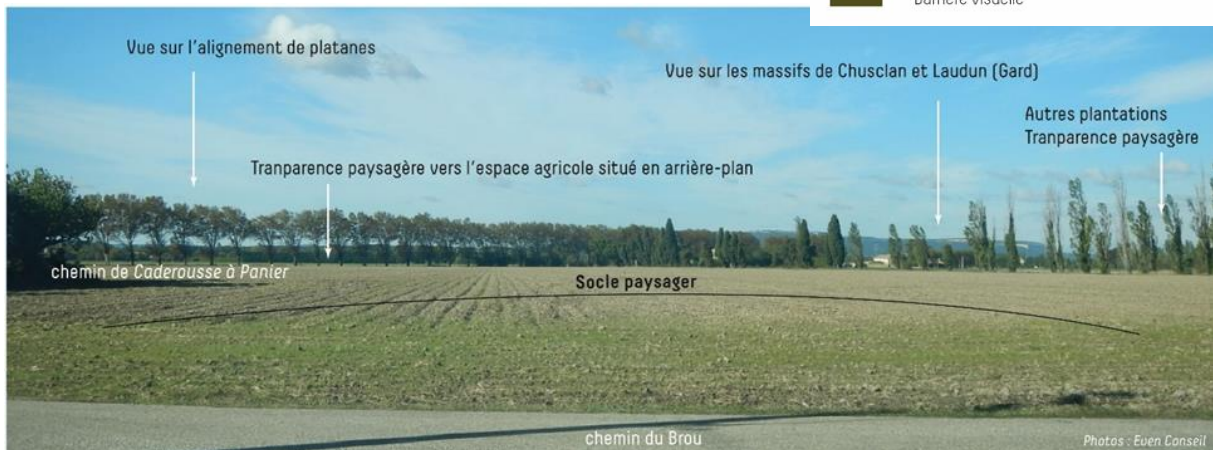 Barrière visuelle
Vue sur l'alignement de platanes
Vue sur les massifs de Chusclan et Laudun (Gard)
Autres plantations
Tranparence paysagère
Tranparence paysagère vers l'espace agricole situé en arrière-plan
chemin de Caderousse à Panier
Socle paysager
chemin du Brou
Photos : Even Conseil